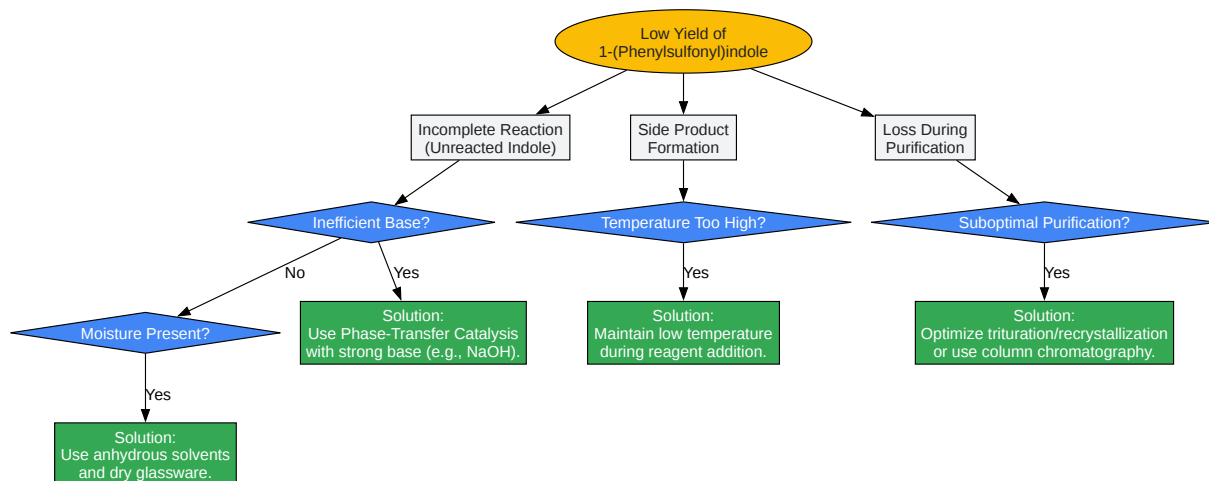 Low Yield of
1-(Phenylsulfonyl)indole
Incomplete Reaction
(Unreacted Indole)
Side Product
Formation
Loss During
Purification
Inefficient Base?
Temperature Too High?
Suboptimal Purification?
No
Yes
Yes
Yes
Moisture Present?
Solution:
Use Phase-Transfer Catalysis
with strong base (e.g., NaOH).
Solution:
Maintain low temperature
during reagent addition.
Solution:
Optimize trituration/recrystallization
or use column chromatography.
Yes
Solution:
Use anhydrous solvents
and dry glassware.